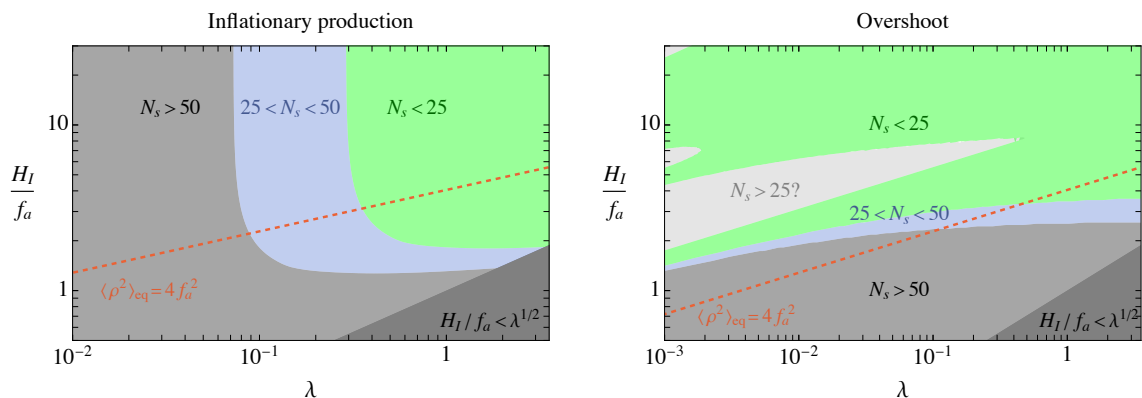 Inflationary production
N_s > 50
25 < N_s < 50
N_s < 25
10
1
H_I / f_a
⟨ρ²⟩_eq = 4 f_a²
H_I / f_a < λ^{1/2}
10^{-2}
10^{-1}
1
λ
Overshoot
N_s < 25
10
N_s > 25?
25 < N_s < 50
H_I / f_a
1
N_s > 50
⟨ρ²⟩_eq = 4 f_a²
H_I / f_a < λ^{1/2}
10^{-3}
10^{-2}
10^{-1}
1
λ